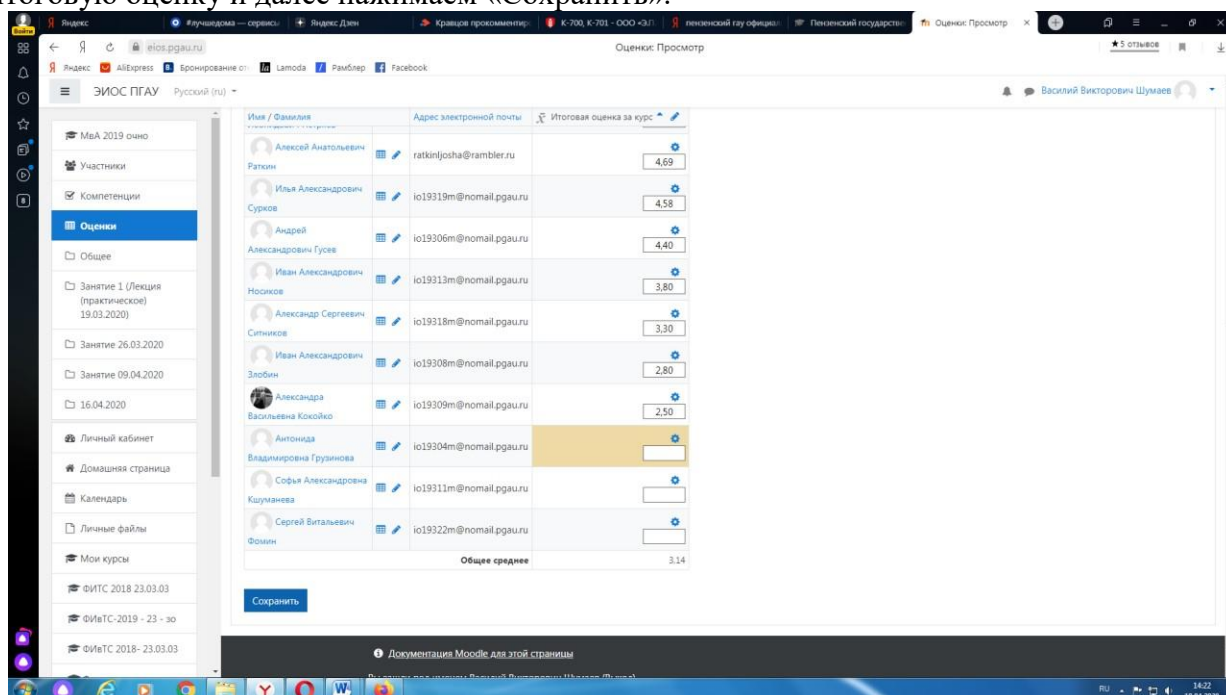 итоговую оценку и далее нажимаем «Сохранить».
Яндекс
#лучшедома — сервисы
Яндекс Дзен
Кравцов прокомментир
К-700, К-701 - ООО «ЭЛ
пензенский гау официал
Пензенский государстве
Оценки: Просмотр
Войти
eios.pgau.ru
Оценки: Просмотр
★ 5 отзывов
Яндекс
AliExpress
Бронирование от
Lamoda
Рамблер
Facebook
ЭИОС ПГАУ Русский (ru)
Василий Викторович Шумаев
МвА 2019 очно
Участники
Компетенции
Оценки
Общее
Занятие 1 (Лекция
(практическое)
19.03.2020)
Занятие 26.03.2020
Занятие 09.04.2020
16.04.2020
Личный кабинет
Домашняя страница
Календарь
Личные файлы
Мои курсы
ФИТС 2018 23.03.03
ФИвТС-2019 - 23 - зо
ФИвТС 2018- 23.03.03
Имя / Фамилия Адрес электронной почты Итоговая оценка за курс
Алексей Анатольевич
Раткин ratkinljosha@rambler.ru 4,69
Илья Александрович
Сурков io19319m@nomail.pgau.ru 4,58
Андрей
Александрович Гусев io19306m@nomail.pgau.ru 4,40
Иван Александрович
Носиков io19313m@nomail.pgau.ru 3,80
Александр Сергеевич
Ситников io19318m@nomail.pgau.ru 3,30
Иван Александрович
Злобин io19308m@nomail.pgau.ru 2,80
Александра
Васильевна Кокойко io19309m@nomail.pgau.ru 2,50
Антонида
Владимировна Грузинова io19304m@nomail.pgau.ru
Софья Александровна
Кшуманева io19311m@nomail.pgau.ru
Сергей Витальевич
Фомин io19322m@nomail.pgau.ru
Общее среднее 3.14
Сохранить
Документация Moodle для этой страницы
RU
14:22